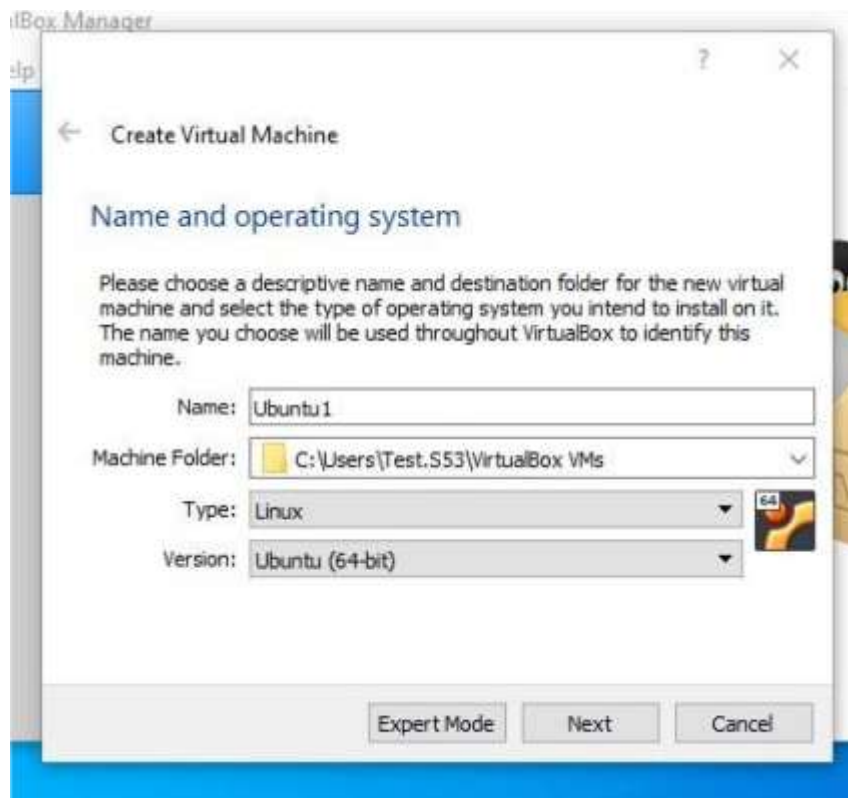 ?
Create Virtual Machine
Name and operating system
Please choose a descriptive name and destination folder for the new virtual
machine and select the type of operating system you intend to install on it.
The name you choose will be used throughout VirtualBox to identify this
machine.
Name: Ubuntu1
Machine Folder: C:\Users\Test.S53\VirtualBox VMs
Type: Linux
64
Version: Ubuntu (64-bit)
Expert Mode Next Cancel